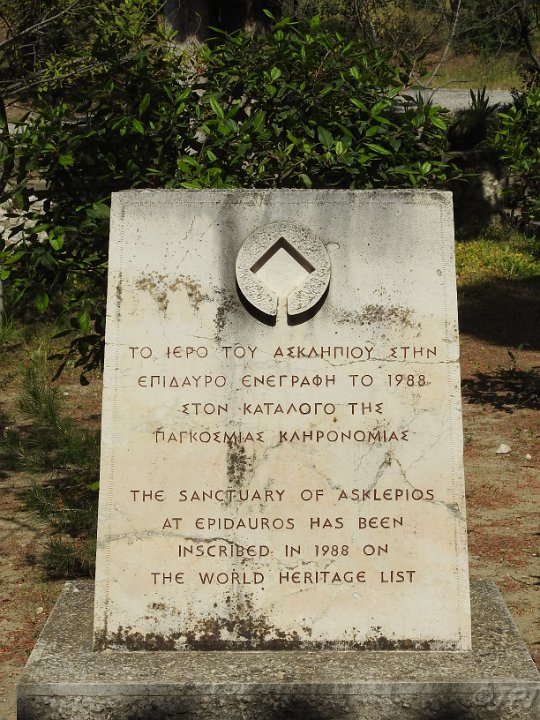 ΤΟ ΙΕΡΟ ΤΟΥ ΑΣΚΛΗΠΙΟΥ ΣΤΗΝ
ΕΠΙΔΑΥΡΟ ΕΝΕΓΡΑΦΗ ΤΟ 1988
ΣΤΟΝ ΚΑΤΑΛΟΓΟ ΤΗΣ
ΠΑΓΚΟΣΜΙΑΣ ΚΛΗΡΟΝΟΜΙΑΣ
THE SANCTUARY OF ASKLEPIOS
AT EPIDAUROS HAS BEEN
INSCRIBED IN 1988 ON
THE WORLD HERITAGE LIST